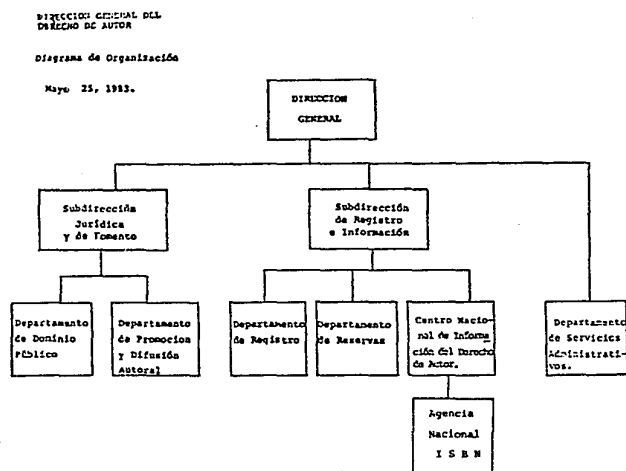 DIRECCION GENERAL DEL
DERECHO DE AUTOR
Diagrama de Organización
Mayo 25, 1983.
DIRECCION
GENERAL
Subdirección
Jurídica
y de Fomento
Subdirección
de Registro
e Información
Departamento
de Dominio
Público
Departamento
de Promocion
y Difusión
Autoral
Departamento
de Registro
Departamento
de Reservas
Centro Nacio-
nal de Informa
ción del Derecho
de Autor.
Departamento
de Servicios
Administrati-
vos.
Agencia
Nacional
I S B N